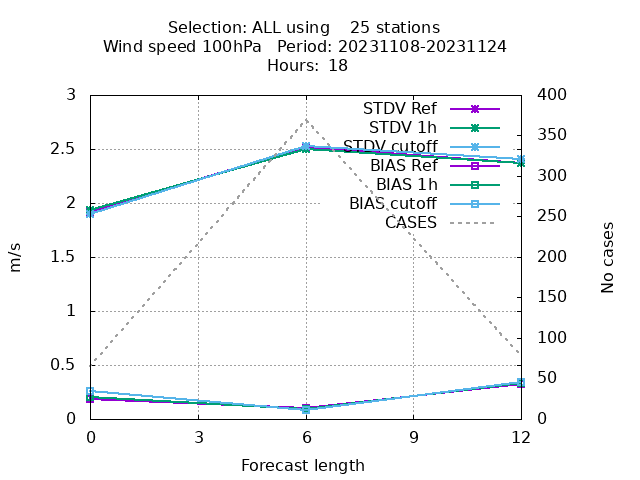 Selection: ALL using    25 stations
Wind speed 100hPa   Period: 20231108-20231124
Hours:  18
3
2.5
2
1.5
1
0.5
0
400
350
300
250
200
150
100
50
0
STDV Ref
STDV 1h
STDV cutoff
BIAS Ref
BIAS 1h
BIAS cutoff
CASES
m/s
No cases
0 3 6 9 12
Forecast length